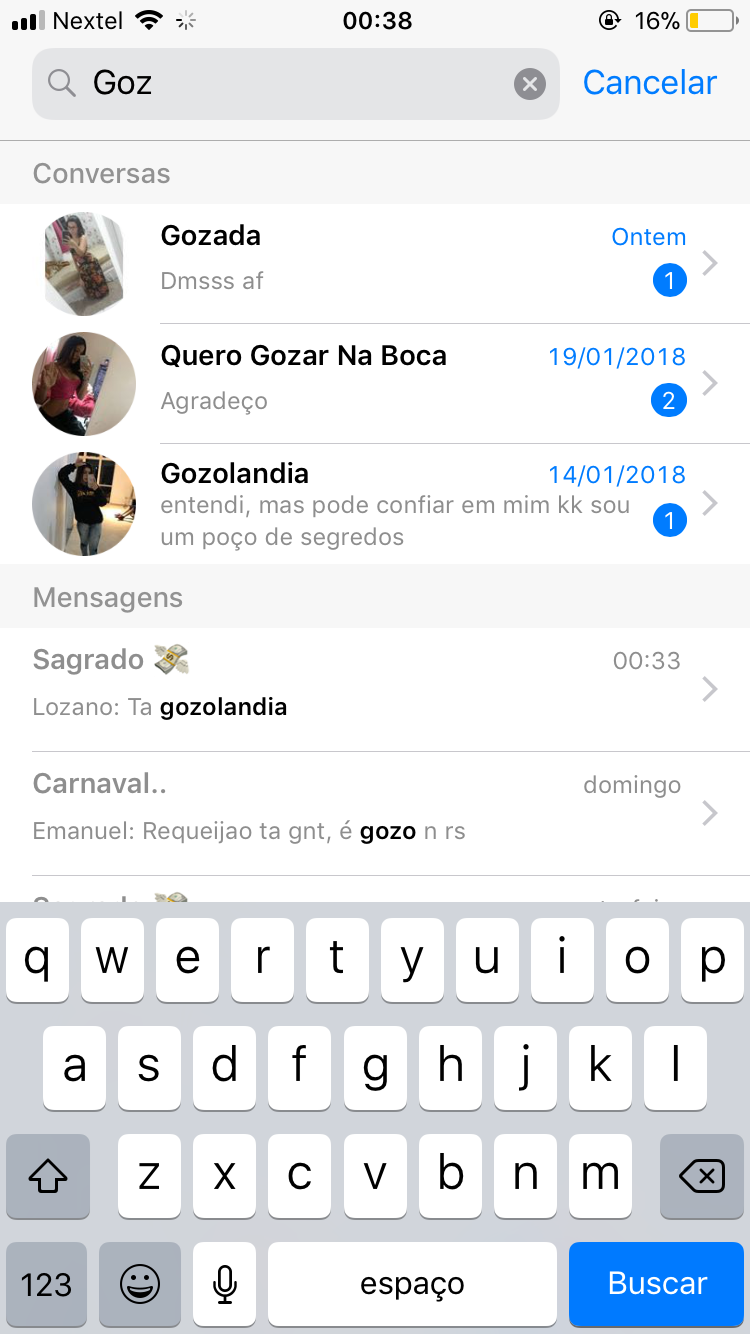 Nextel 00:38 16%
Goz Cancelar
Conversas
Gozada Ontem
Dmsss af 1
Quero Gozar Na Boca 19/01/2018
Agradeço 2
Gozolandia 14/01/2018
entendi, mas pode confiar em mim kk sou
um poço de segredos 1
Mensagens
Sagrado 💸 00:33
Lozano: Ta gozolandia
Carnaval.. domingo
Emanuel: Requeijao ta gnt, é gozo n rs
q w e r t y u i o p
a s d f g h j k l
z x c v b n m
123 espaço Buscar